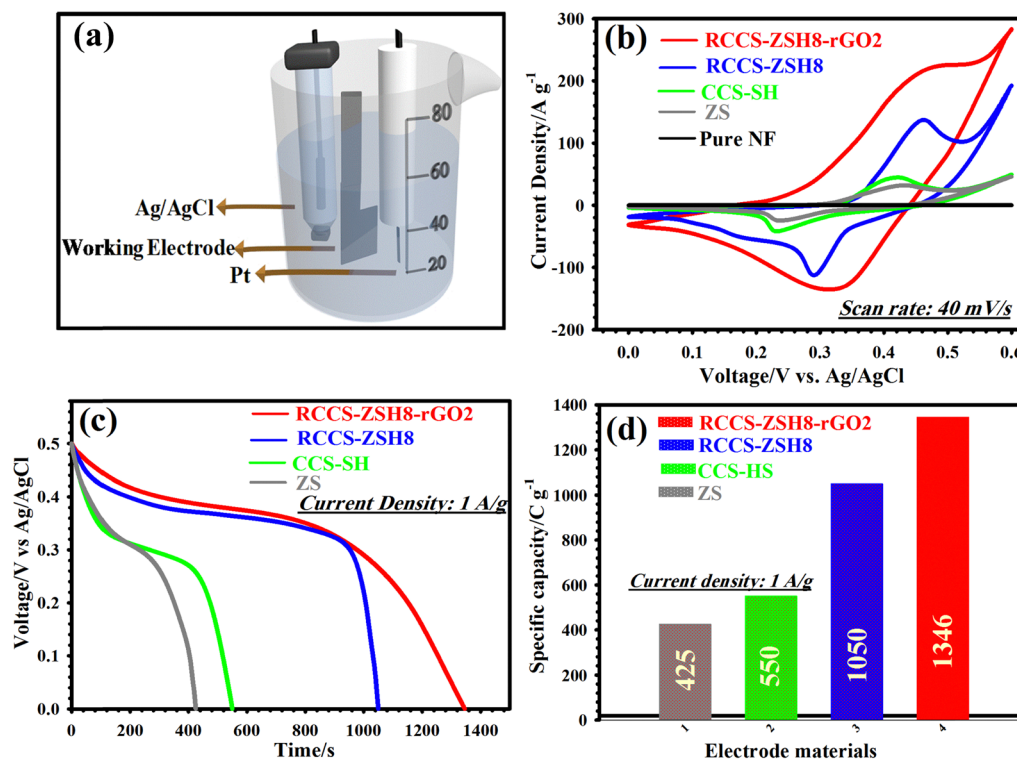 (a)
80
60
40
20
Ag/AgCl
Working Electrode
Pt
(b)
RCCS-ZSH8-rGO2
RCCS-ZSH8
CCS-SH
ZS
Pure NF
Scan rate: 40 mV/s
Current Density/A g-1
300
200
100
0
-100
-200
0.0 0.1 0.2 0.3 0.4 0.5 0.6
Voltage/V vs. Ag/AgCl
(c)
RCCS-ZSH8-rGO2
RCCS-ZSH8
CCS-SH
ZS
Current Density: 1 A/g
Voltage/V vs Ag/AgCl
0.5
0.4
0.3
0.2
0.1
0.0
0 200 400 600 800 1000 1200 1400
Time/s
(d)
RCCS-ZSH8-rGO2
RCCS-ZSH8
CCS-HS
ZS
Current density: 1 A/g
Specific capacity/C g-1
1400
1200
1000
800
600
400
200
0
425
550
1050
1346
1 2 3 4
Electrode materials